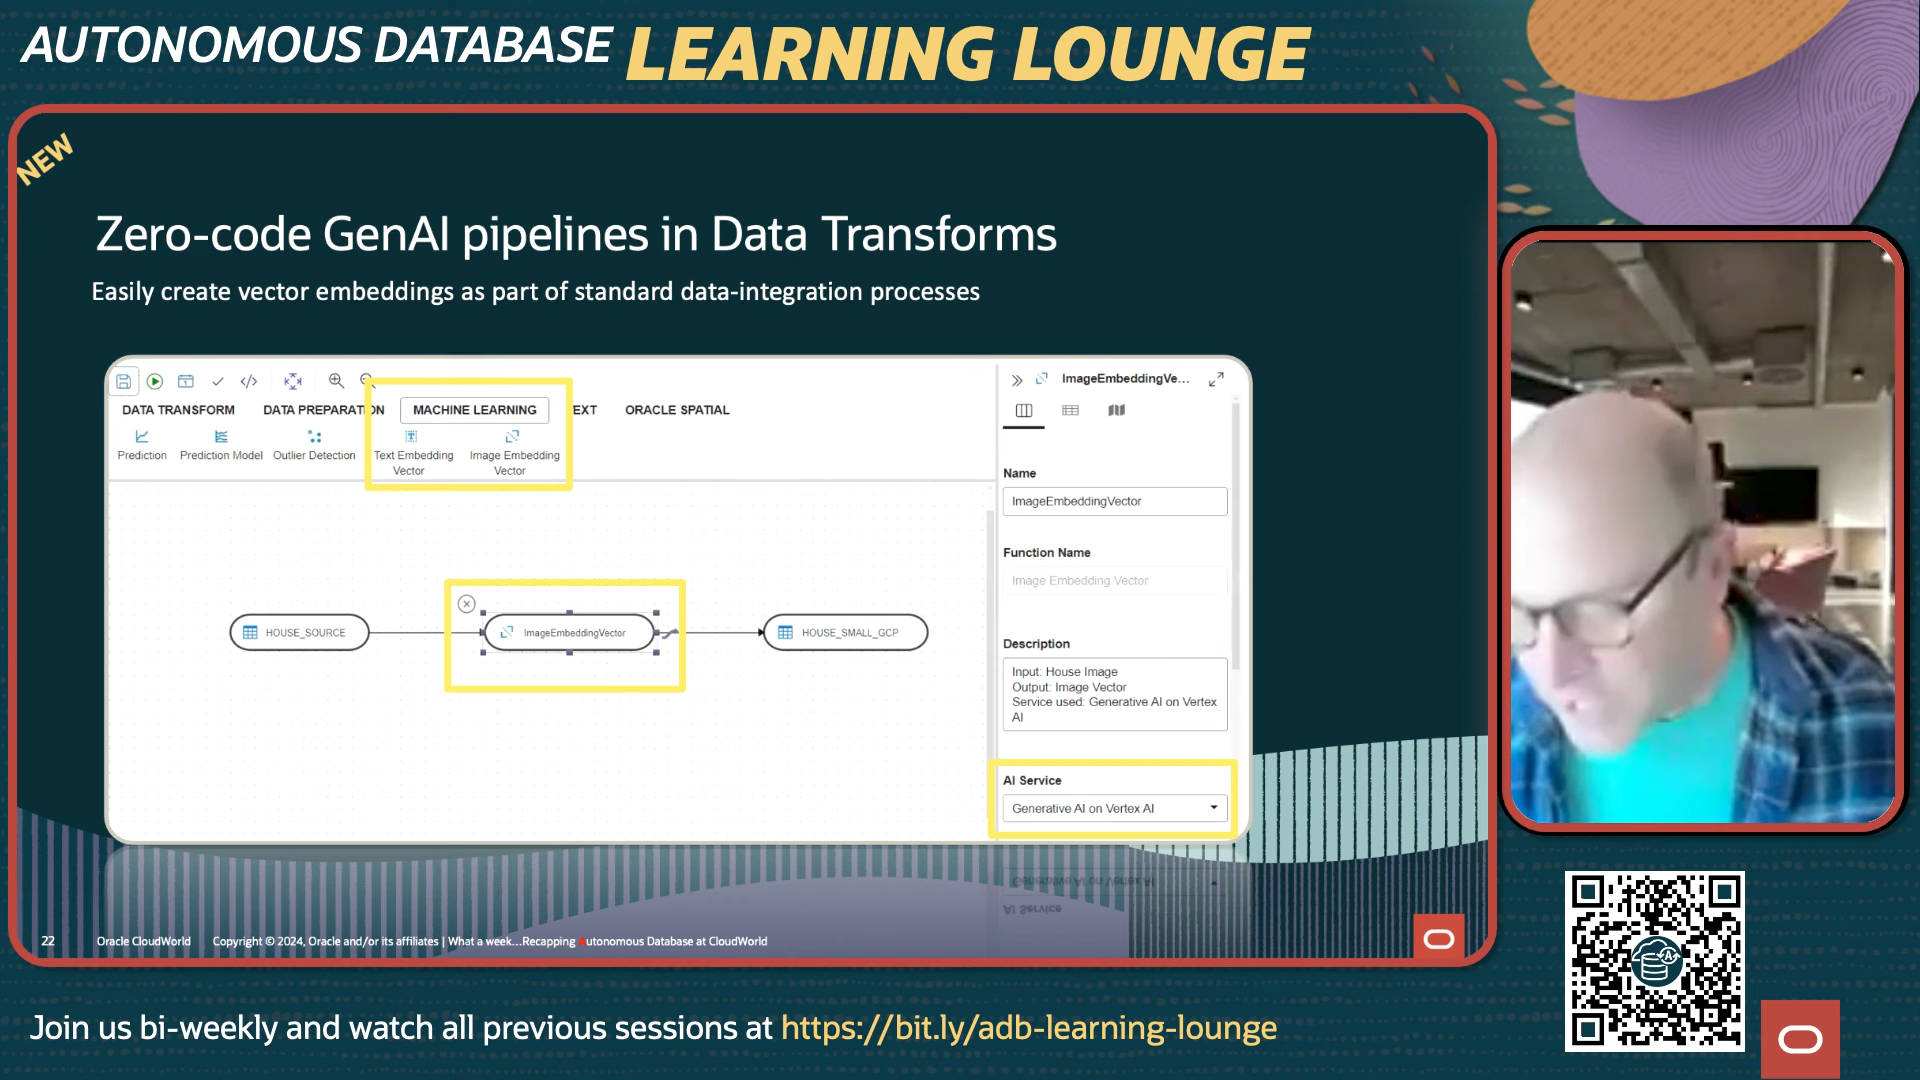 AUTONOMOUS DATABASE LEARNING LOUNGE
NEW
Zero-code GenAI pipelines in Data Transforms
Easily create vector embeddings as part of standard data-integration processes
DATA TRANSFORM DATA PREPARATION MACHINE LEARNING EXT ORACLE SPATIAL
Prediction Prediction Model Outlier Detection Text Embedding Vector Image Embedding Vector
HOUSE_SOURCE ImageEmbeddingVector HOUSE_SMALL_GCP
ImageEmbeddingVe...
Name
ImageEmbeddingVector
Function Name
Image Embedding Vector
Description
Input: House Image
Output: Image Vector
Service used: Generative AI on Vertex
AI
AI Service
Generative AI on Vertex AI
22 Oracle CloudWorld Copyright © 2024, Oracle and/or its affiliates | What a week...Recapping Autonomous Database at CloudWorld
Join us bi-weekly and watch all previous sessions at https://bit.ly/adb-learning-lounge